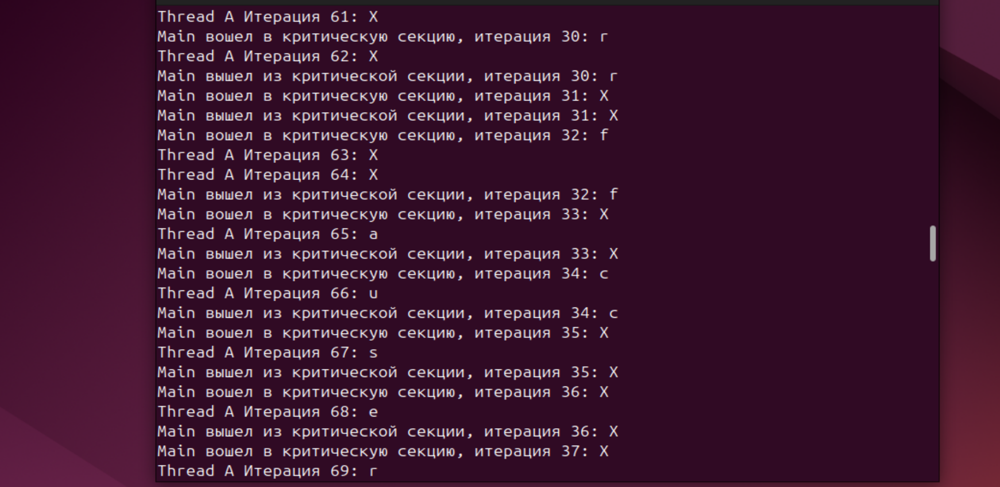 Thread A Итерация 61: X
Main вошел в критическую секцию, итерация 30: r
Thread A Итерация 62: X
Main вышел из критической секции, итерация 30: r
Main вошел в критическую секцию, итерация 31: X
Main вышел из критической секции, итерация 31: X
Main вошел в критическую секцию, итерация 32: f
Thread A Итерация 63: X
Thread A Итерация 64: X
Main вышел из критической секции, итерация 32: f
Main вошел в критическую секцию, итерация 33: X
Thread A Итерация 65: a
Main вышел из критической секции, итерация 33: X
Main вошел в критическую секцию, итерация 34: c
Thread A Итерация 66: u
Main вышел из критической секции, итерация 34: c
Main вошел в критическую секцию, итерация 35: X
Thread A Итерация 67: s
Main вышел из критической секции, итерация 35: X
Main вошел в критическую секцию, итерация 36: X
Thread A Итерация 68: e
Main вышел из критической секции, итерация 36: X
Main вошел в критическую секцию, итерация 37: X
Thread A Итерация 69: r